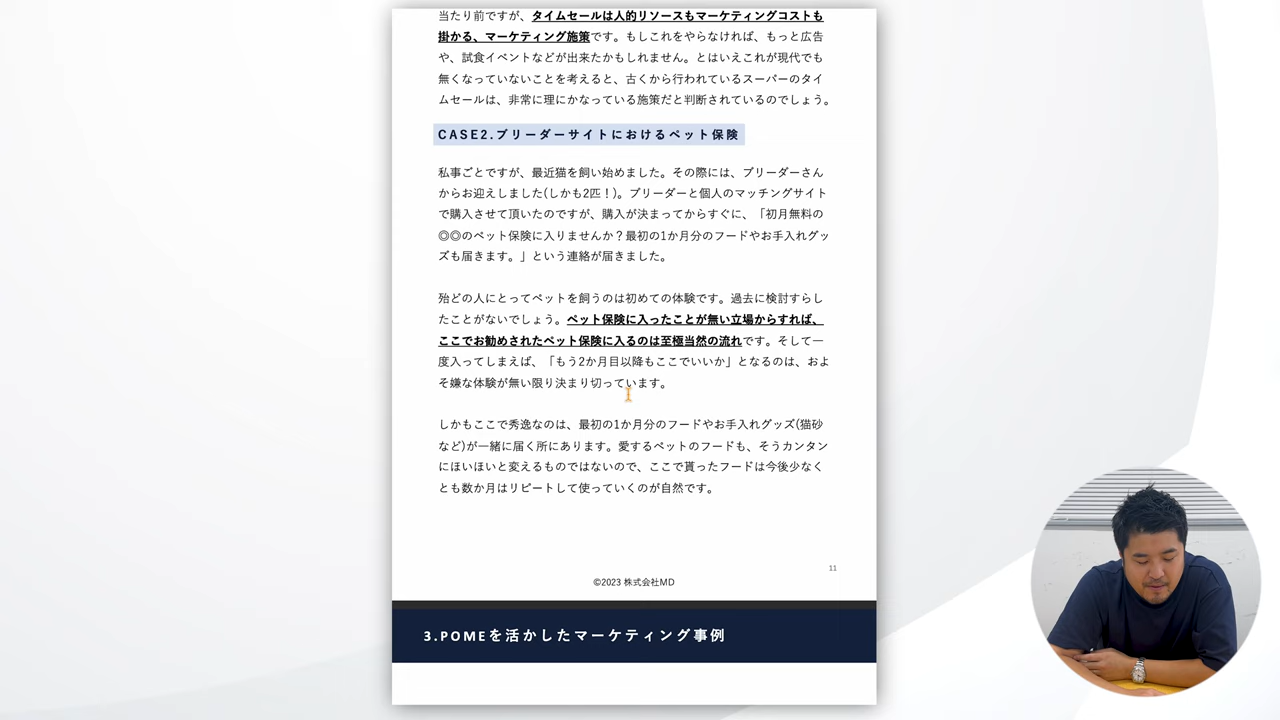 当たり前ですが、タイムセールは人的リソースもマーケティングコストも
掛かる、マーケティング施策です。もしこれをやらなければ、もっと広告
や、試食イベントなどが出来たかもしれません。とはいえこれが現代でも
無くなっていないことを考えると、古くから行われているスーパーのタイ
ムセールは、非常に理にかなっている施策だと判断されているのでしょう。
CASE2.ブリーダーサイトにおけるペット保険
私事ごとですが、最近猫を飼い始めました。その際には、ブリーダーさん
からお迎えしました(しかも2匹！)。ブリーダーと個人のマッチングサイト
で購入させて頂いたのですが、購入が決まってからすぐに、「初月無料の
◎◎のペット保険に入りませんか？最初の1か月分のフードやお手入れグッ
ズも届きます。」という連絡が届きました。
殆どの人にとってペットを飼うのは初めての体験です。過去に検討すらし
たことがないでしょう。ペット保険に入ったことが無い立場からすれば、
ここでお勧めされたペット保険に入るのは至極当然の流れです。そして一
度入ってしまえば、「もう2か月目以降もここでいいか」となるのは、およ
そ嫌な体験が無い限り決まり切っています。
しかもここで秀逸なのは、最初の1か月分のフードやお手入れグッズ(猫砂
など)が一緒に届く所にあります。愛するペットのフードも、そうカンタン
にほいほいと変えるものではないので、ここで貰ったフードは今後少なく
とも数か月はリピートして使っていくのが自然です。
11
©2023 株式会社MD
3.POMEを活かしたマーケティング事例